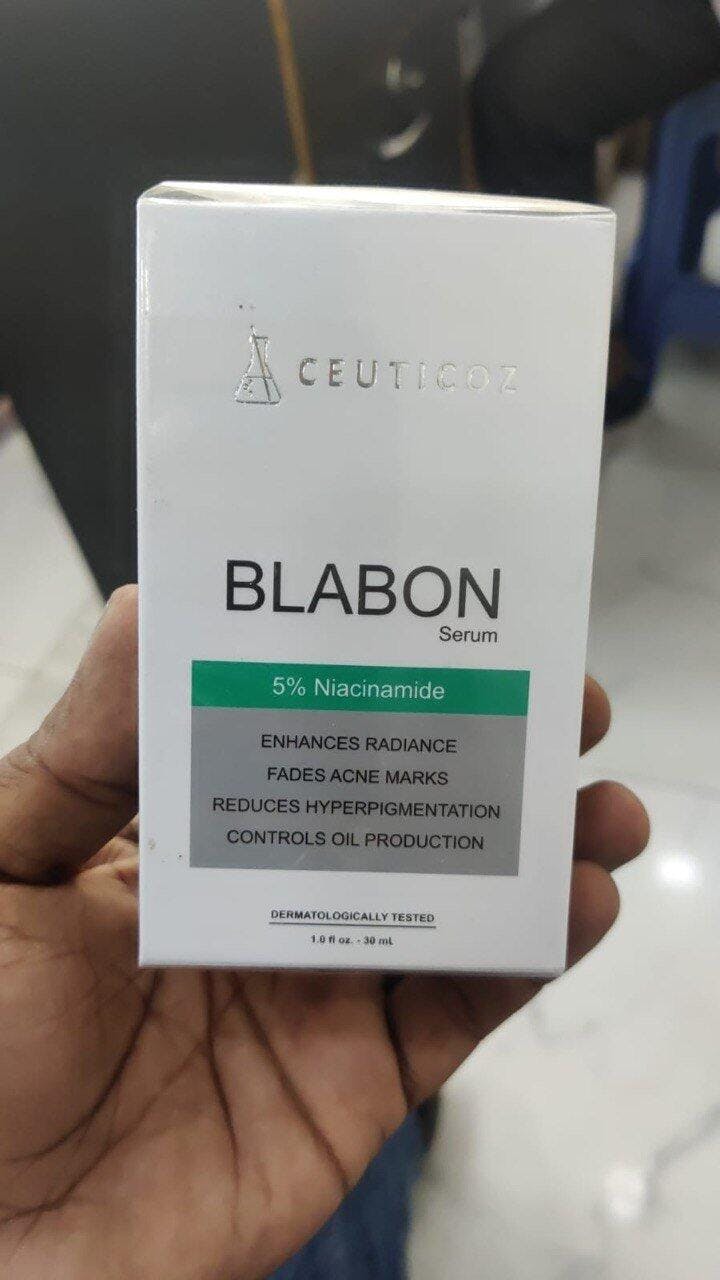 CEUTICOZ
BLABON
Serum
5% Niacinamide
ENHANCES RADIANCE
FADES ACNE MARKS
REDUCES HYPERPIGMENTATION
CONTROLS OIL PRODUCTION
DERMATOLOGICALLY TESTED
1.0 fl oz. - 30 mL